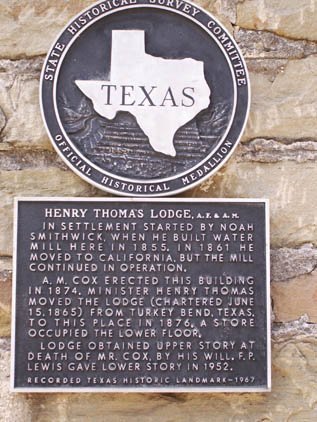 STATE HISTORICAL SURVEY COMMITTEE
TEXAS
OFFICIAL HISTORICAL MEDALLION
HENRY THOMAS LODGE, A.F. & A.M.
IN SETTLEMENT STARTED BY NOAH
SMITHWICK, WHEN HE BUILT WATER
MILL HERE IN 1855. IN 1861 HE
MOVED TO CALIFORNIA, BUT THE MILL
CONTINUED IN OPERATION.
A. M. COX ERECTED THIS BUILDING
IN 1874. MINISTER HENRY THOMAS
MOVED THE LODGE (CHARTERED JUNE
15, 1865) FROM TURKEY BEND, TEXAS,
TO THIS PLACE IN 1876. A STORE
OCCUPIED THE LOWER FLOOR.
LODGE OBTAINED UPPER STORY AT
DEATH OF MR. COX, BY HIS WILL. F. P.
LEWIS GAVE LOWER STORY IN 1952.
RECORDED TEXAS HISTORIC LANDMARK-1967